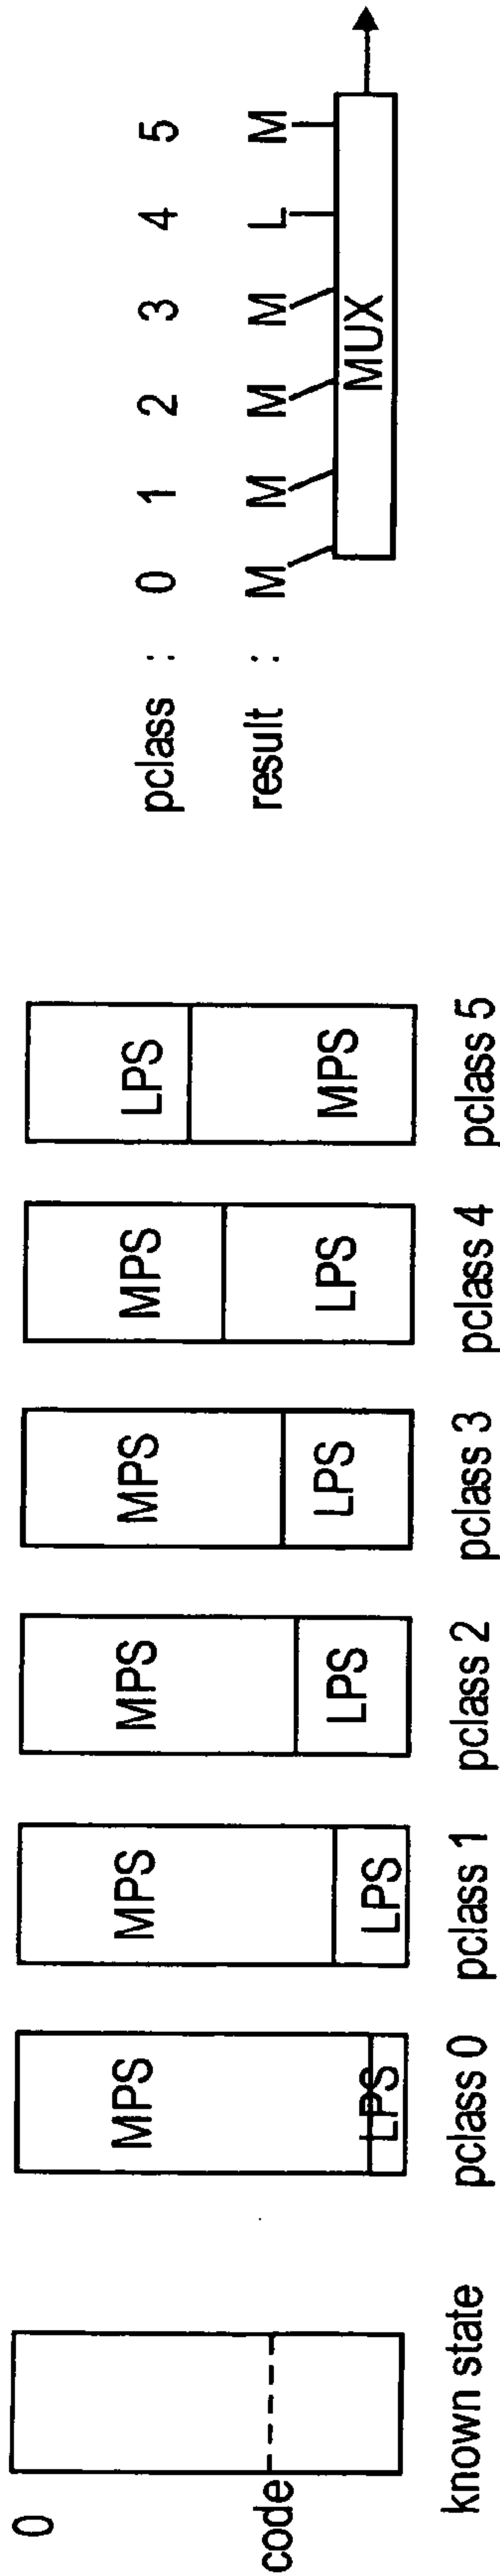 0
code
known state
MPS
LPS
pclass 0
MPS
LPS
pclass 1
MPS
LPS
pclass 2
MPS
LPS
pclass 3
MPS
LPS
pclass 4
LPS
MPS
pclass 5
pclass : 0 1 2 3 4 5
result : M M M M L M
MUX